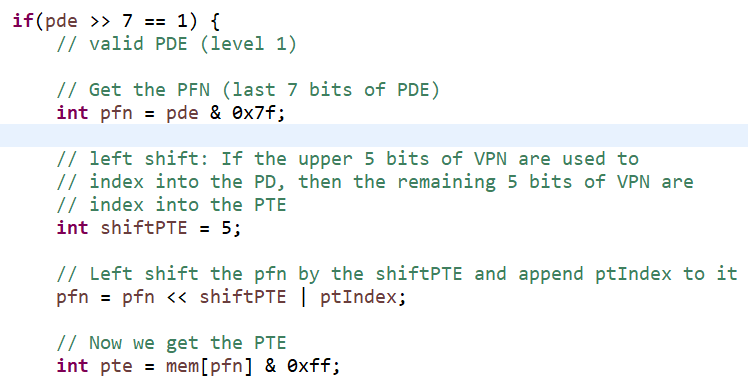 if(pde >> 7 == 1) {
// valid PDE (level 1)
// Get the PFN (last 7 bits of PDE)
int pfn = pde & 0x7f;
// left shift: If the upper 5 bits of VPN are used to
// index into the PD, then the remaining 5 bits of VPN are
// index into the PTE
int shiftPTE = 5;
// Left shift the pfn by the shiftPTE and append ptIndex to it
pfn = pfn << shiftPTE | ptIndex;
// Now we get the PTE
int pte = mem[pfn] & 0xff;